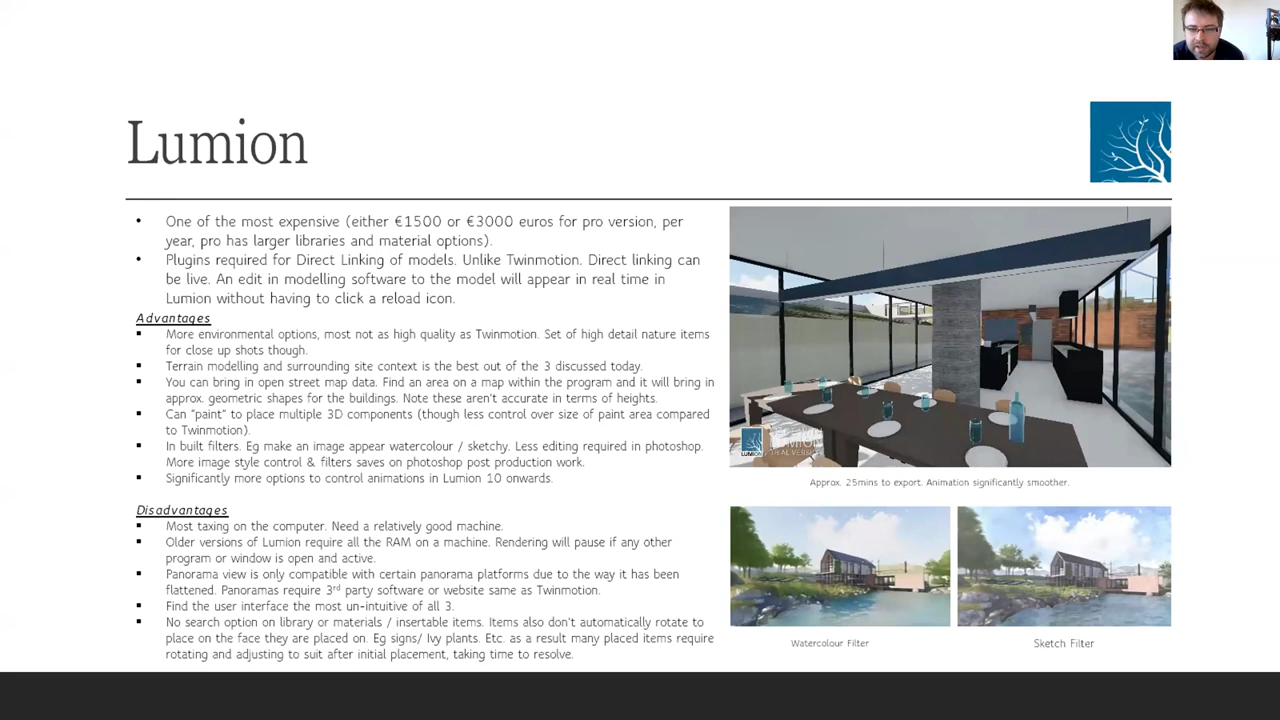 Lumion
• One of the most expensive (either €1500 or €3000 euros for pro version, per
year, pro has larger libraries and material options).
• Plugins required for Direct Linking of models. Unlike Twinmotion. Direct linking can
be live. An edit in modelling software to the model will appear in real time in
Lumion without having to click a reload icon.
Advantages
▪ More environmental options, most not as high quality as Twinmotion. Set of high detail nature items
for close up shots though.
▪ Terrain modelling and surrounding site context is the best out of the 3 discussed today.
▪ You can bring in open street map data. Find an area on a map within the program and it will bring in
approx. geometric shapes for the buildings. Note these aren't accurate in terms of heights.
▪ Can "paint" to place multiple 3D components (though less control over size of paint area compared
to Twinmotion).
▪ In built filters. Eg make an image appear watercolour / sketchy. Less editing required in photoshop.
More image style control & filters saves on photoshop post production work.
▪ Significantly more options to control animations in Lumion 10 onwards.
Disadvantages
▪ Most taxing on the computer. Need a relatively good machine.
▪ Older versions of Lumion require all the RAM on a machine. Rendering will pause if any other
program or window is open and active.
▪ Panorama view is only compatible with certain panorama platforms due to the way it has been
flattened. Panoramas require 3rd party software or website same as Twinmotion.
▪ Find the user interface the most un-intuitive of all 3.
▪ No search option on library or materials / insertable items. Items also don't automatically rotate to
place on the face they are placed on. Eg signs/ Ivy plants. Etc. as a result many placed items require
rotating and adjusting to suit after initial placement, taking time to resolve.
LUMION
TRIAL VERSION
Approx. 25mins to export. Animation significantly smoother.
Watercolour Filter
Sketch Filter